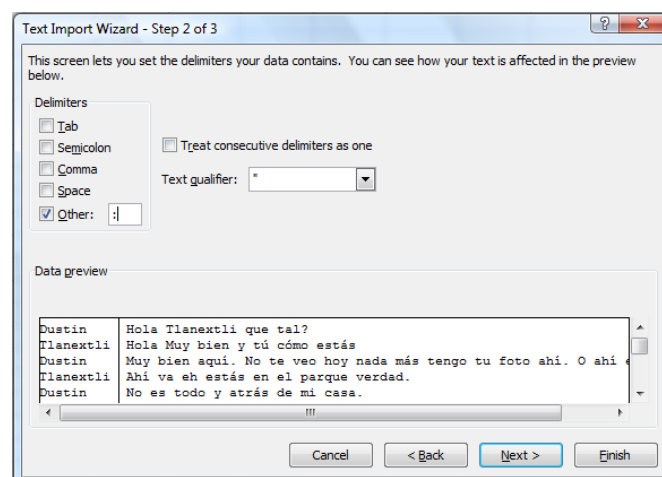 Text Import Wizard - Step 2 of 3
This screen lets you set the delimiters your data contains. You can see how your text is affected in the preview
below.
Delimiters
Tab
Semicolon
Comma
Space
Other: :
Treat consecutive delimiters as one
Text qualifier: "
Data preview
Dustin Hola Tlanextli que tal?
Tlanextli Hola Muy bien y tú cómo estás
Dustin Muy bien aquí. No te veo hoy nada más tengo tu foto ahí. O ahí
Tlanextli Ahí va eh estás en el parque verdad.
Dustin No es todo y atrás de mi casa.
Cancel < Back Next > Finish